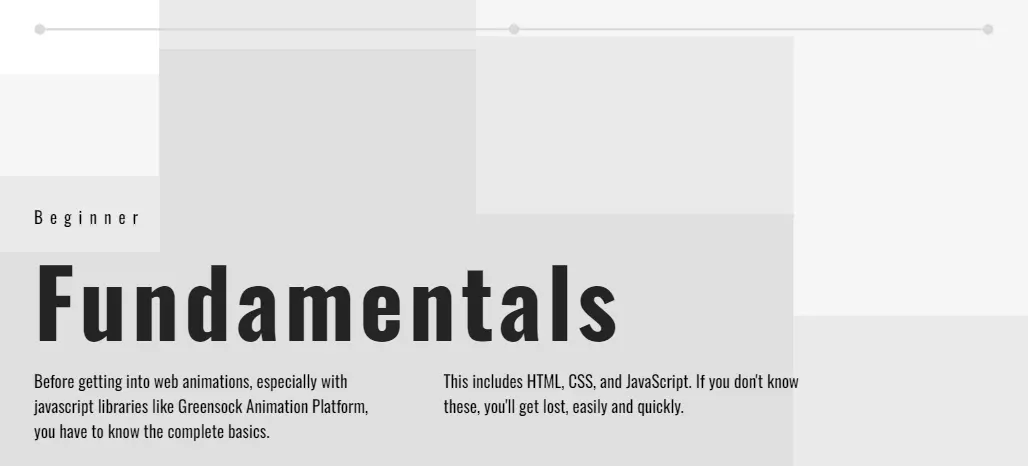 Beginner
Fundamentals
Before getting into web animations, especially with
javascript libraries like Greensock Animation Platform,
you have to know the complete basics.
This includes HTML, CSS, and JavaScript. If you don't know
these, you'll get lost, easily and quickly.